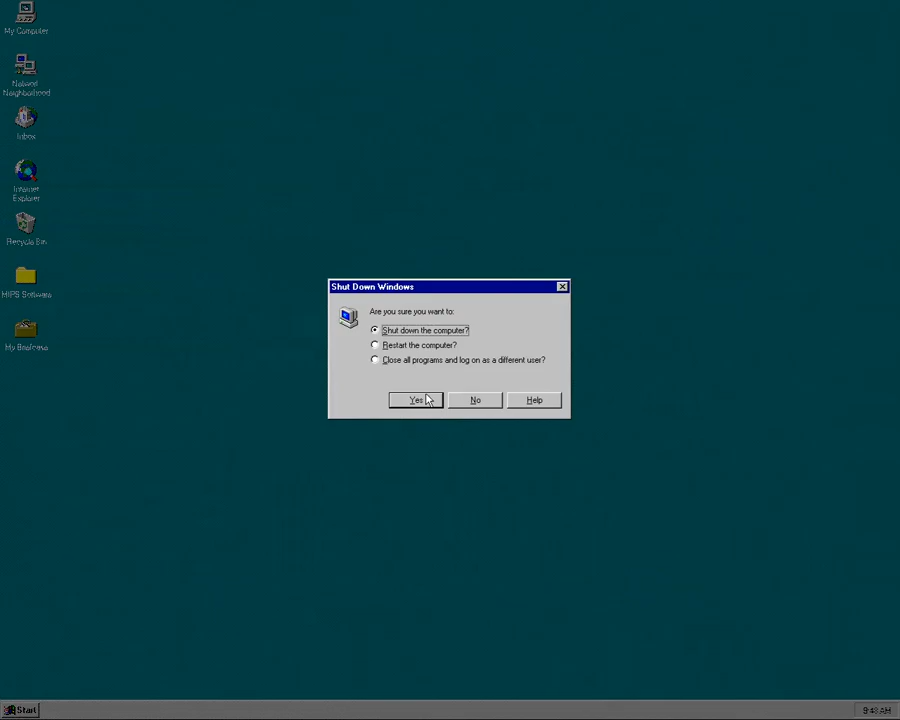 My Computer
Network
Neighborhood
Inbox
Internet
Explorer
Recycle Bin
Software
My Briefcase
Shut Down Windows
Are you sure you want to:
Shut down the computer?
Restart the computer?
Close all programs and log on as a different user?
Yes
No
Help
Start
9:48 AM